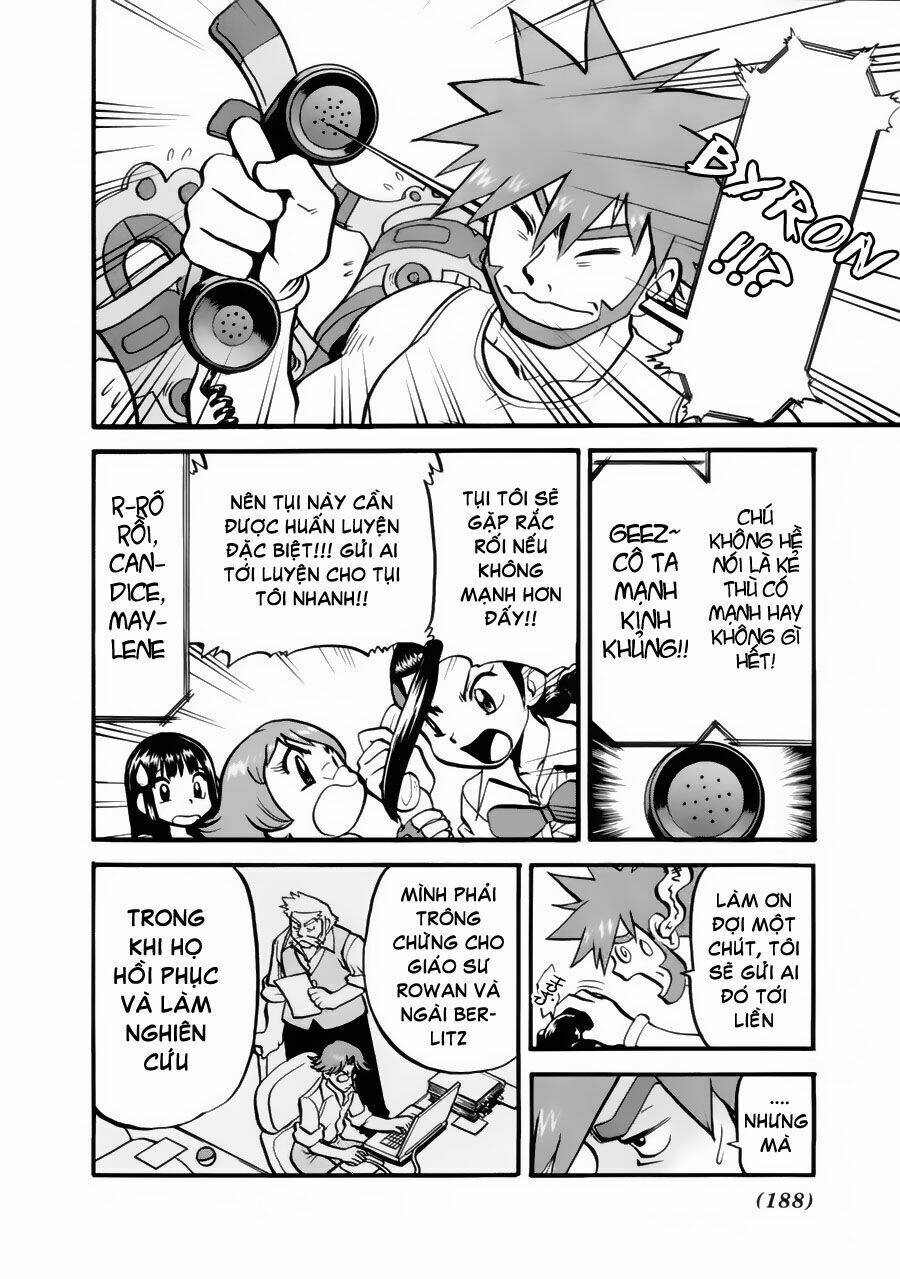 BYRON
!!!?
CHÚ
KHÔNG HỀ
NÓI LÀ KẺ
THÙ CÓ
MẠNH HAY
KHÔNG GÌ
HẾT!
GEEZ~
CÔ TA
MẠNH
KINH
KHỦNG!!
TỤI TÔI SẼ
GẶP RẮC
RỐI NẾU
KHÔNG
MẠNH HƠN
ĐẤY!!
NÊN TỤI NÀY CẦN
ĐƯỢC HUẤN LUYỆN
ĐẶC BIỆT!!! GỬI AI
TỚI LUYỆN CHO TỤI
TÔI NHANH!!
R-RÕ
RỒI,
CAN-
DICE,
MAY-
LENE
LÀM ƠN
ĐỢI MỘT
CHÚT, TÔI
SẼ GỬI AI
ĐÓ TỚI
LIỀN
CỊCH
....
NHƯNG
MÀ
MÌNH PHẢI
TRÔNG
CHỪNG CHO
GIÁO SƯ
ROWAN VÀ
NGÀI BER-
LITZ
TRONG
KHI HỌ
HỒI PHỤC
VÀ LÀM
NGHIÊN
CỨU
(188)